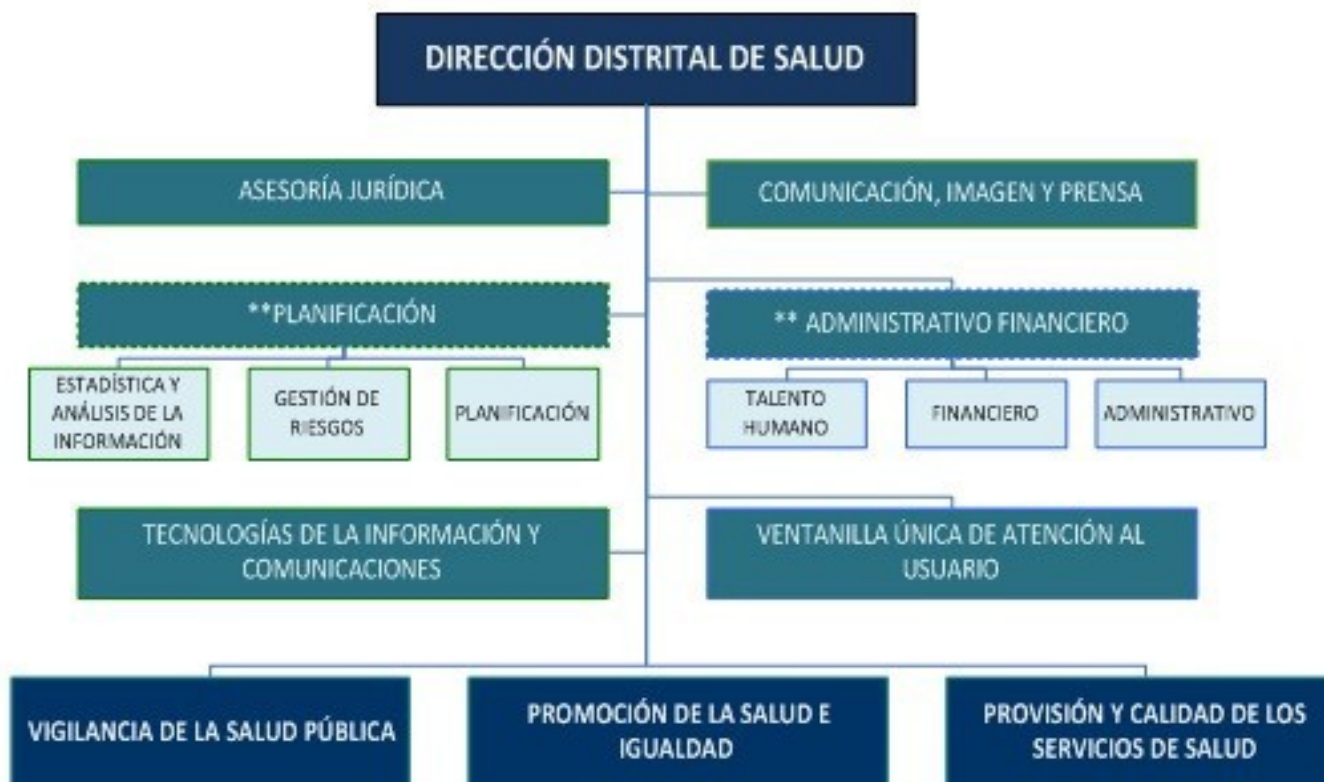 DIRECCIÓN DISTRITAL DE SALUD
ASESORÍA JURÍDICA
COMUNICACIÓN, IMAGEN Y PRENSA
**PLANIFICACIÓN
** ADMINISTRATIVO FINANCIERO
ESTADÍSTICA Y
ANÁLISIS DE LA
INFORMACIÓN
GESTIÓN DE
RIESGOS
PLANIFICACIÓN
TALENTO
HUMANO
FINANCIERO
ADMINISTRATIVO
TECNOLOGÍAS DE LA INFORMACIÓN Y
COMUNICACIONES
VENTANILLA ÚNICA DE ATENCIÓN AL
USUARIO
VIGILANCIA DE LA SALUD PÚBLICA
PROMOCIÓN DE LA SALUD E
IGUALDAD
PROVISIÓN Y CALIDAD DE LOS
SERVICIOS DE SALUD